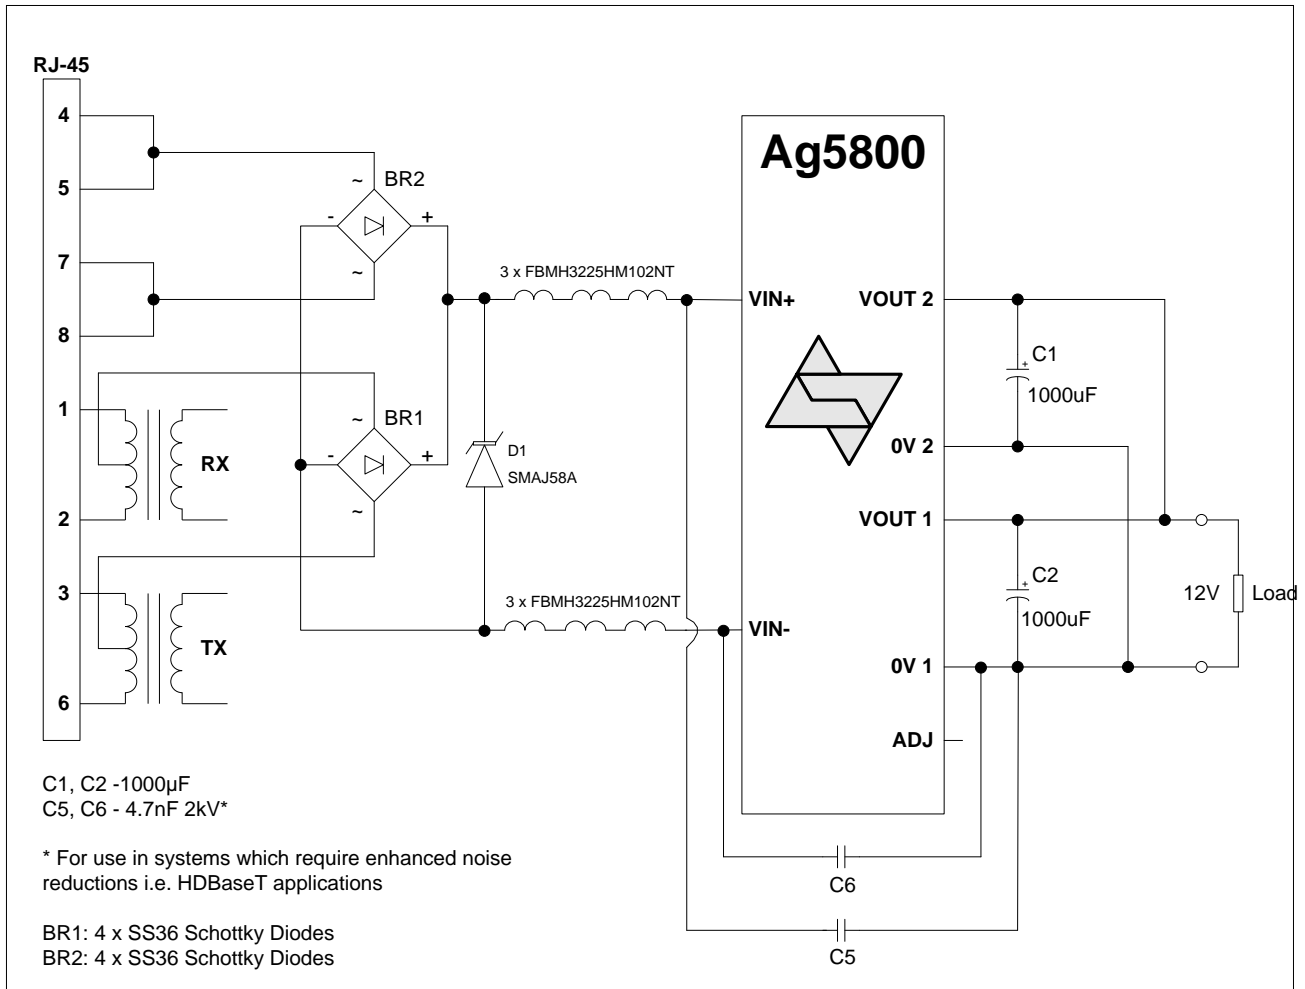 RJ-45
4
5
7
8
1
2
3
6
RX
TX
~
BR2
-
+
~
~
BR1
-
+
~
3 x FBMH3225HM102NT
D1
SMAJ58A
3 x FBMH3225HM102NT
Ag5800
VIN+
VOUT 2
0V 2
VOUT 1
VIN-
0V 1
ADJ
+
C1
1000uF
+
C2
1000uF
12V
Load
C6
C5
C1, C2 -1000µF
C5, C6 - 4.7nF 2kV*
* For use in systems which require enhanced noise
reductions i.e. HDBaseT applications
BR1: 4 x SS36 Schottky Diodes
BR2: 4 x SS36 Schottky Diodes